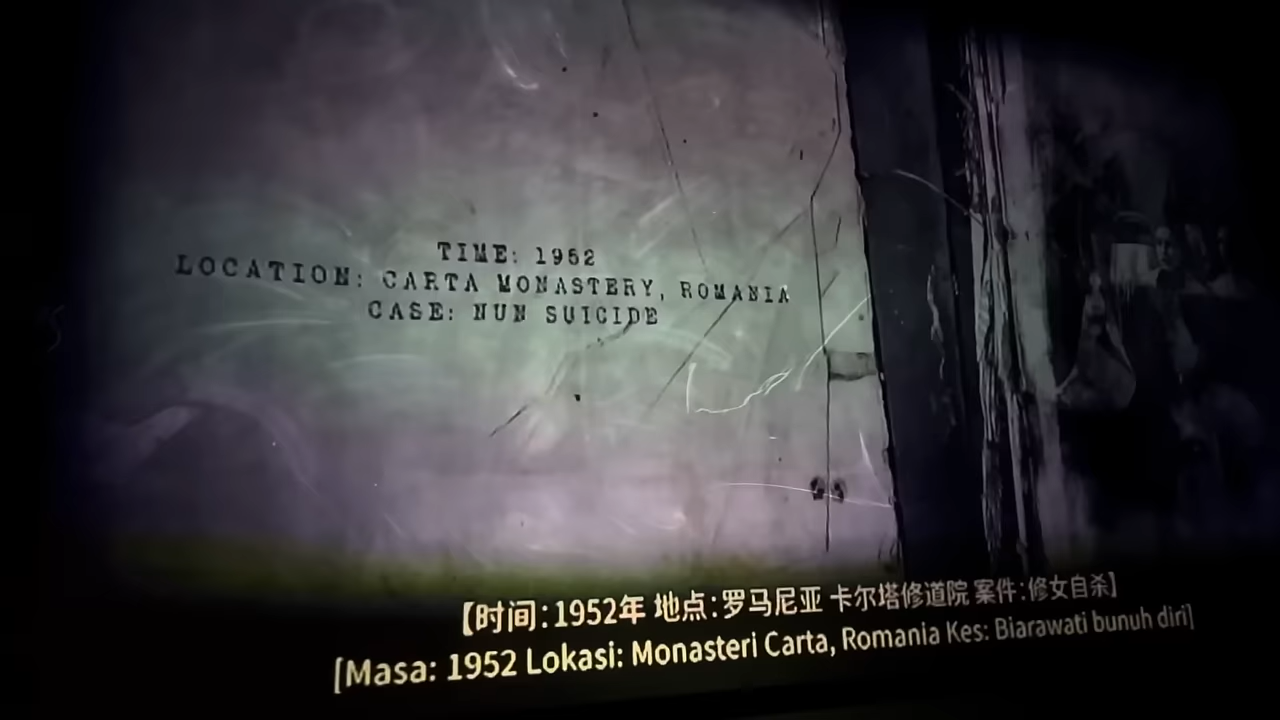 TIME: 1952
LOCATION: CARTA MONASTERY, ROMANIA
CASE: NUN SUICIDE
【时间:1952年 地点:罗马尼亚 卡尔塔修道院 案件:修女自杀】
[Masa: 1952 Lokasi: Monasteri Carta, Romania Kes: Biarawati bunuh diri]